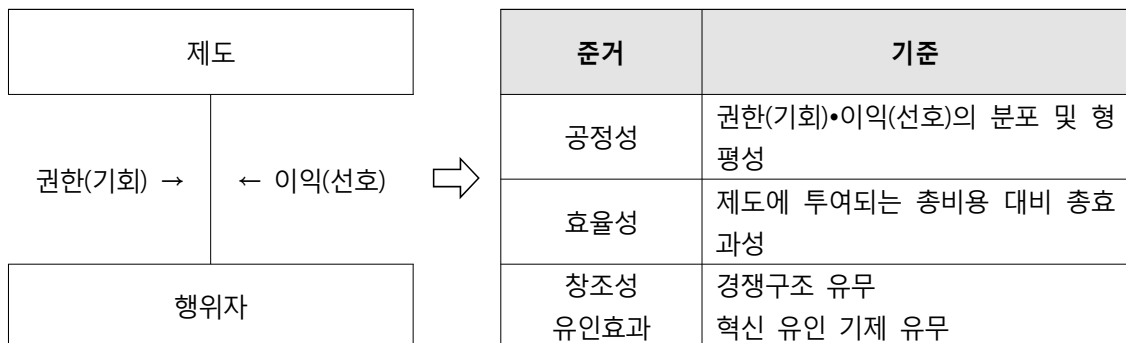 제도
권한(기회) →
← 이익(선호)
행위자
준거
기준
공정성
권한(기회)•이익(선호)의 분포 및 형
평성
효율성
제도에 투여되는 총비용 대비 총효
과성
창조성
유인효과
경쟁구조 유무
혁신 유인 기제 유무